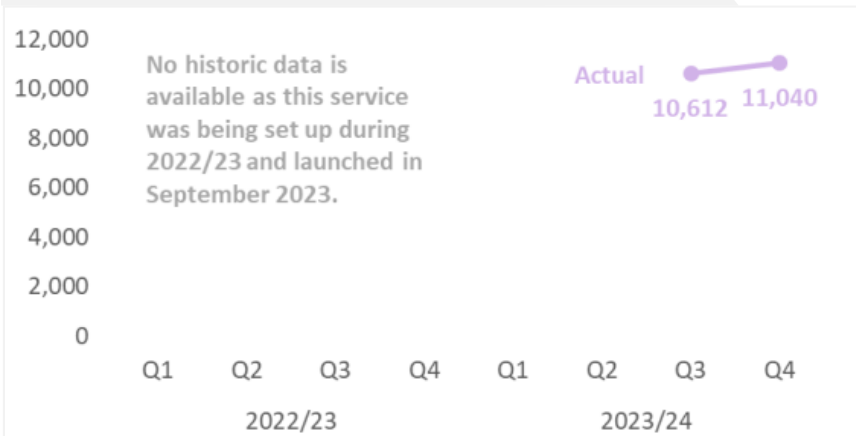 12,000
10,000
8,000
6,000
4,000
2,000
0
No historic data is
available as this service
was being set up during
2022/23 and launched in
September 2023.
Actual
10,612 11,040
Q1 Q2 Q3 Q4 Q1 Q2 Q3 Q4
2022/23 2023/24